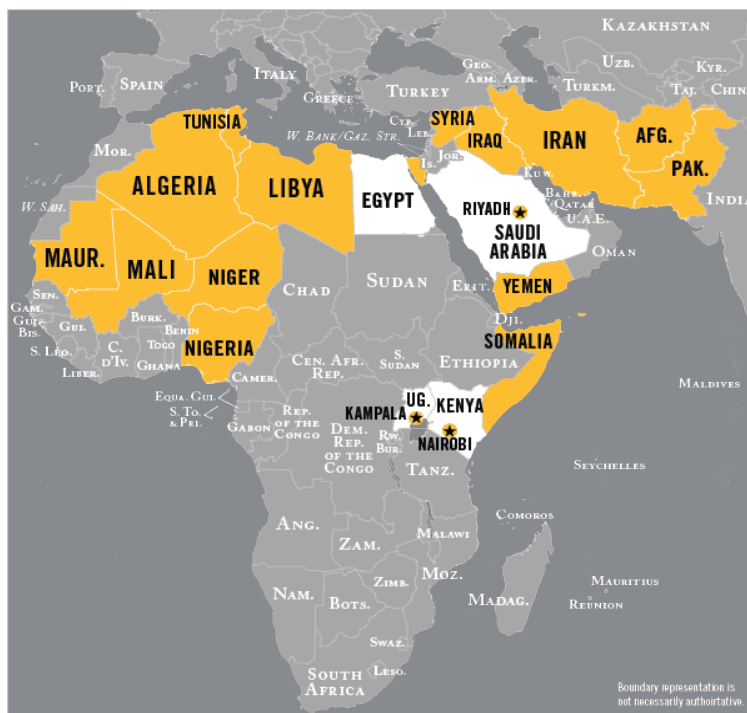 KAZAKHSTAN
UZB.
KYR.
GEO.
ARM.
AZER.
TURKM.
TAJ.
CHIN
PORT.
SPAIN
ITALY
GREECE
TURKEY
CYP.
LEB.
SYRIA
IRAQ
IRAN
AFG.
PAK.
INDIA
TUNISIA
W. BANK/GAZ. STR.
IS.
JOR.
KUW.
BAHR.
QATAR
U.A.E.
OMAN
MOR.
ALGERIA
LIBYA
EGYPT
RIYADH
SAUDI
ARABIA
W. SAH.
MAUR.
MALI
NIGER
CHAD
SUDAN
ERIT.
YEMEN
SEN.
GAM.
GUI-
BIS.
GUI.
S. LEO.
LIBER.
BURK.
C.
D'IV.
BENIN
TOGO
GHANA
NIGERIA
DJI.
SOMALIA
ETHIOPIA
CEN. AFR.
REP.
S.
SUDAN
CAMER.
EQUA. GUI.
S. TO.
& PRI.
GABON
REP.
OF THE
CONGO
DEM.
REP.
OF THE
CONGO
UG.
KENYA
KAMPALA
NAIROBI
RW.
BUR.
TANZ.
MALDIVES
SEYCHELLES
COMOROS
ANG.
ZAM.
MALAWI
MOZ.
ZIMB.
NAM.
BOTS.
MADAG.
MAURITIUS
REUNION
SWAZ.
LESO.
SOUTH
AFRICA
Boundary representation is
not necessarily authoirtative.